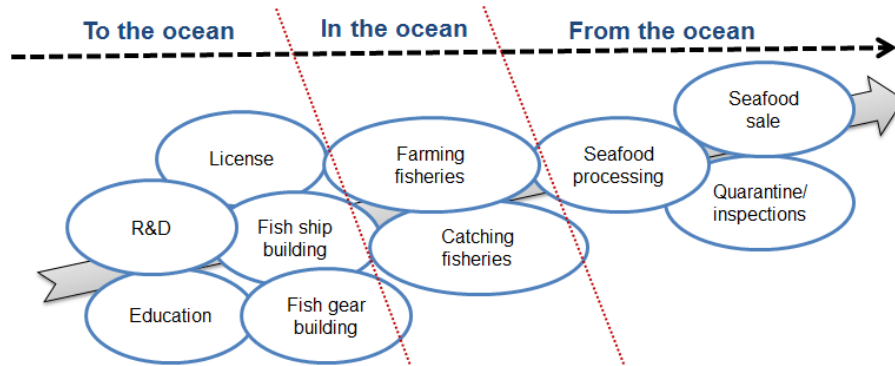 To the ocean
In the ocean
From the ocean
License
R&D
Fish ship
building
Education
Fish gear
building
Farming
fisheries
Catching
fisheries
Seafood
processing
Seafood
sale
Quarantine/
inspections